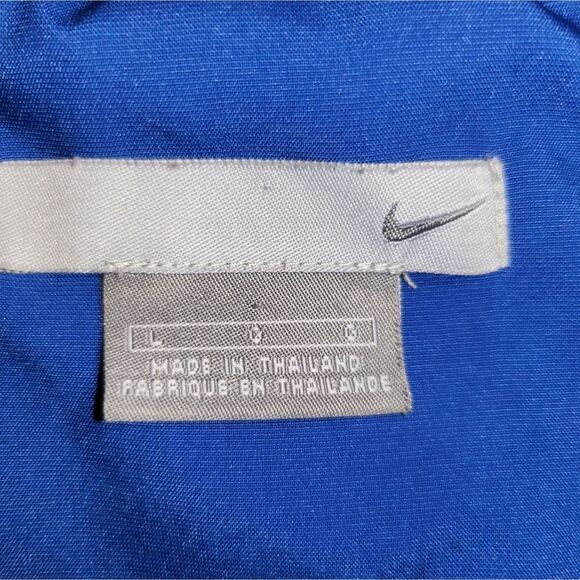 L G G
MADE IN THAILAND
FABRIQUE EN THAILANDE